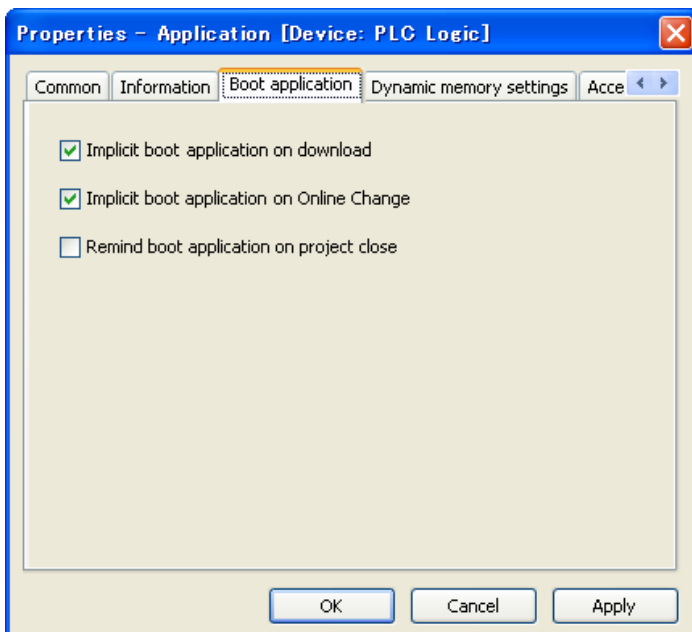 Properties - Application [Device: PLC Logic]
Common Information Boot application Dynamic memory settings Acce
Implicit boot application on download
Implicit boot application on Online Change
Remind boot application on project close
OK Cancel Apply